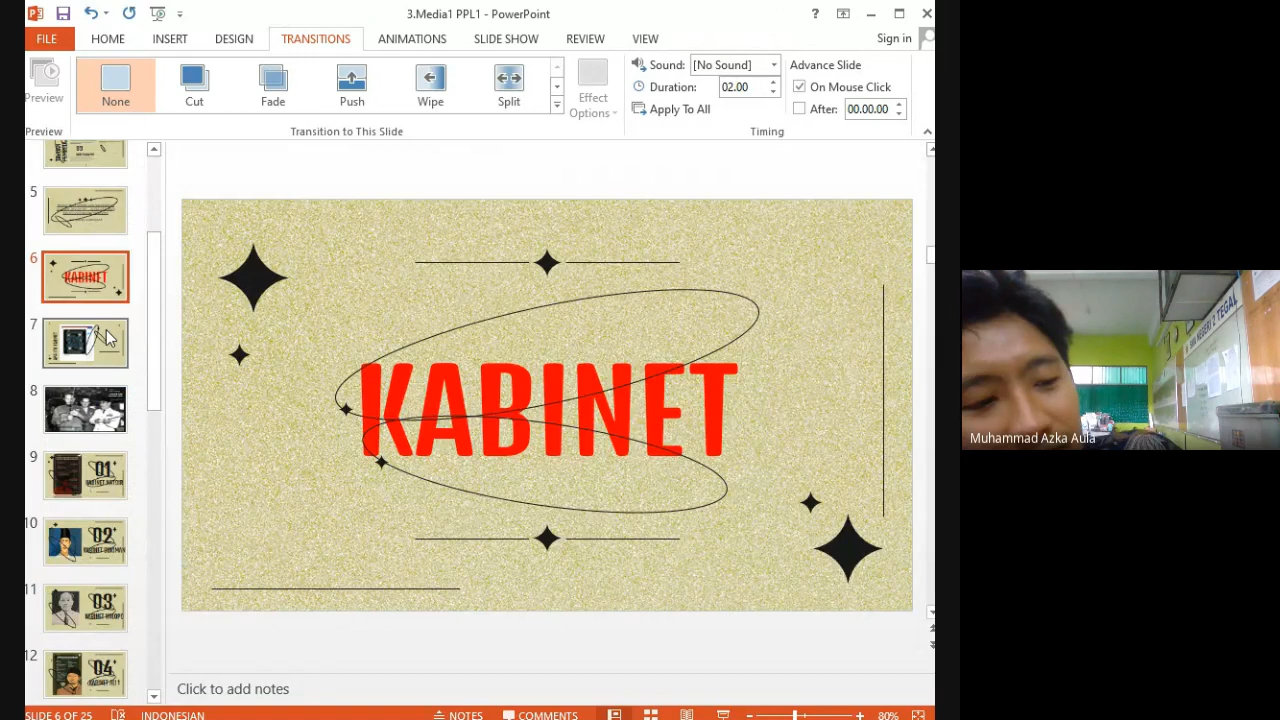 3.Media1 PPL1 - PowerPoint
FILE HOME INSERT DESIGN TRANSITIONS ANIMATIONS SLIDE SHOW REVIEW VIEW Sign in
Preview
None Cut Fade Push Wipe Split
Effect
Options
Sound: [No Sound]
Duration: 02.00
Apply To All
Advance Slide
On Mouse Click
After: 00.00.00
Preview Transition to This Slide Timing
5
6
KABINET
7
8
9
01
10
02
11
03
12
04
KABINET
Click to add notes
SLIDE 6 OF 25 INDONESIAN NOTES COMMENTS 80%
NEGERI 2 TEGAL
Muhammad Azka Aula